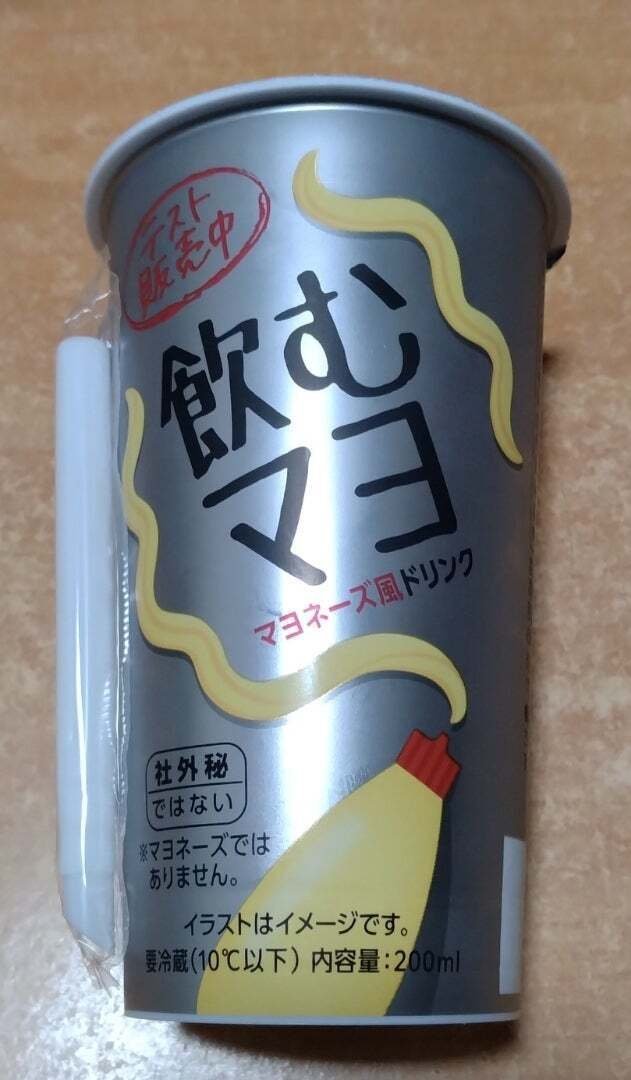 テスト
販売中
飲む
マヨ
マヨネーズ風ドリンク
社外秘
ではない
※マヨネーズでは
ありません。
イラストはイメージです。
要冷蔵(10℃以下) 内容量:200ml